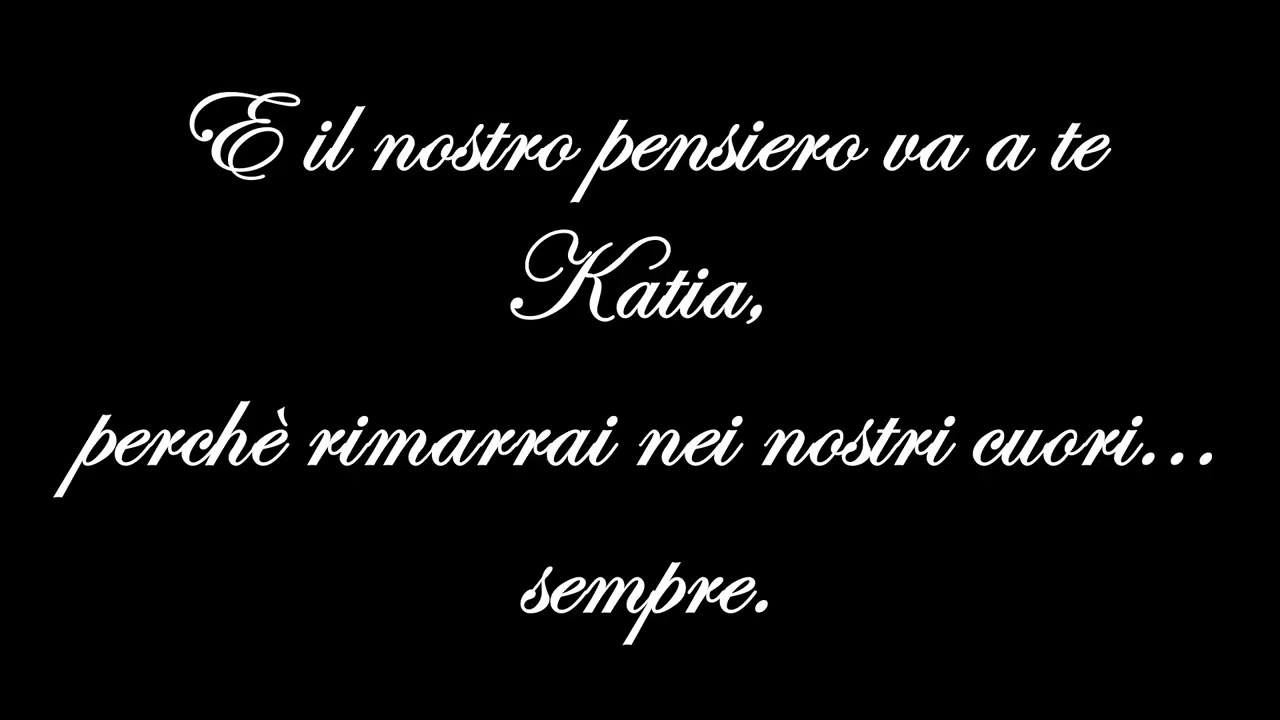 E il nostro pensiero va a te
Katia,
perchè rimarrai nei nostri cuori...
sempre.